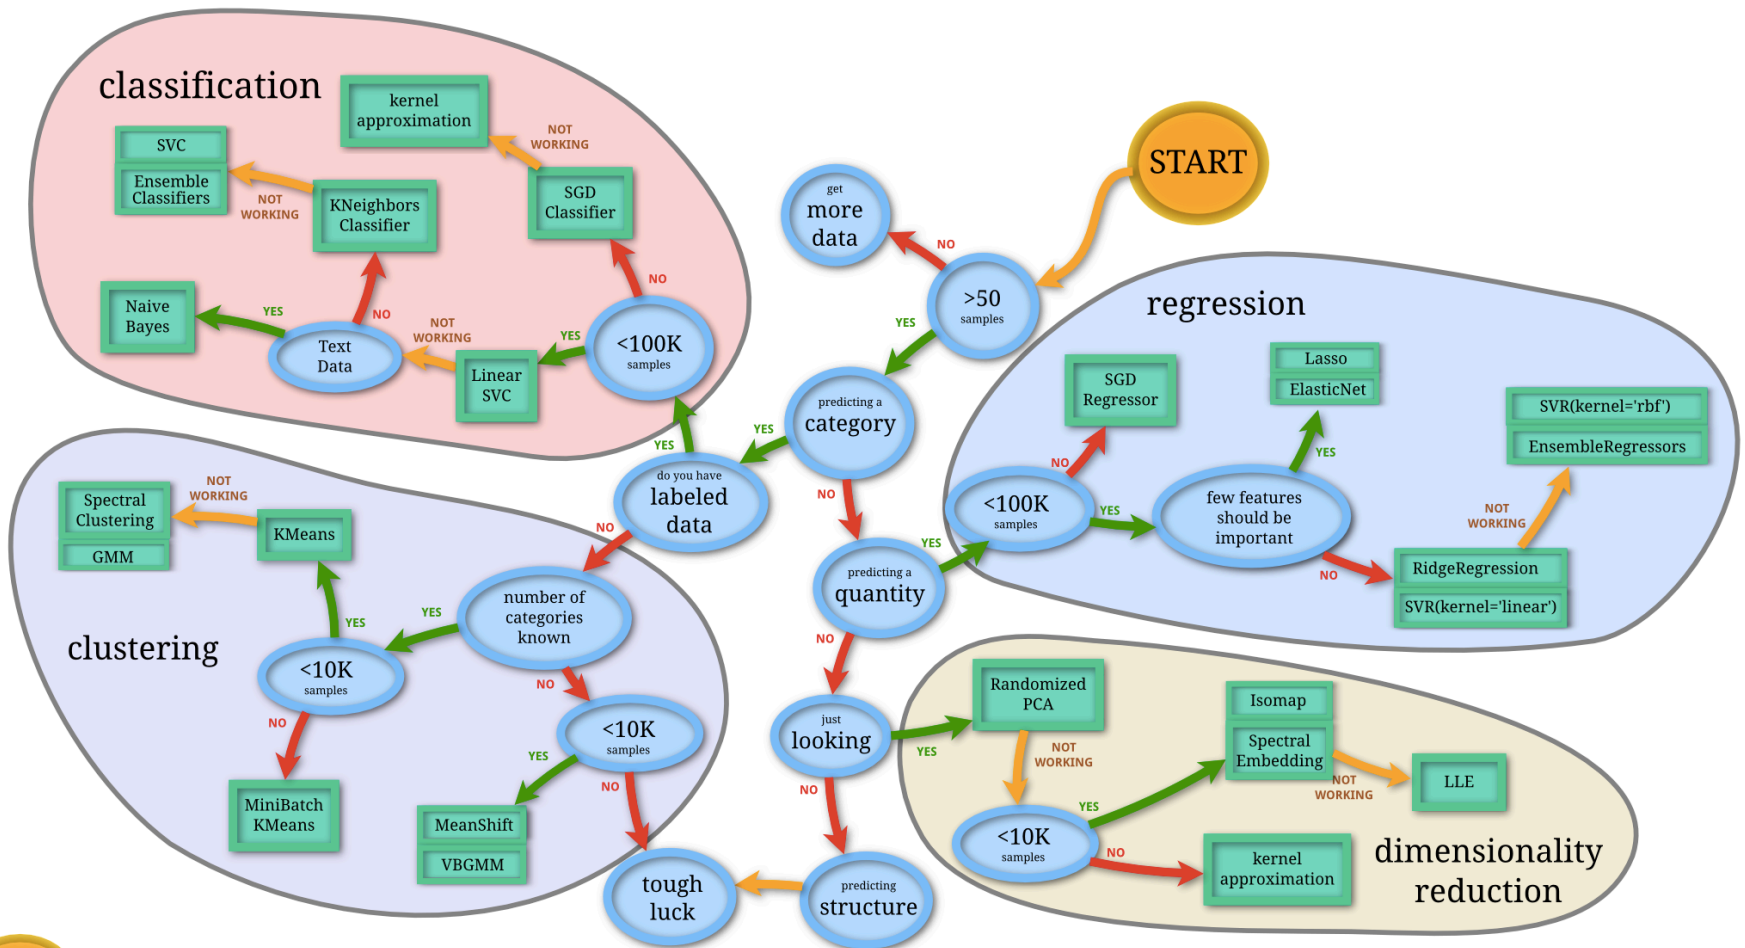 classification
kernel
approximation
NOT
WORKING
SVC
Ensemble
Classifiers
NOT
WORKING
KNeighbors
Classifier
SGD
Classifier
NO
Naive
Bayes
YES
NO
Text
Data
NOT
WORKING
Linear
SVC
YES
<100K
samples
YES
START
get
more
data
NO
>50
samples
YES
predicting a
category
YES
NO
do you have
labeled
data
NO
predicting a
quantity
YES
NO
just
looking
YES
NO
predicting
structure
tough
luck
regression
SGD
Regressor
NO
<100K
samples
YES
Lasso
ElasticNet
YES
few features
should be
important
NO
SVR(kernel='rbf')
EnsembleRegressors
NOT
WORKING
RidgeRegression
SVR(kernel='linear')
clustering
Spectral
Clustering
GMM
NOT
WORKING
KMeans
YES
<10K
samples
YES
number of
categories
known
NO
NO
MiniBatch
KMeans
<10K
samples
YES
NO
MeanShift
VBGMM
Randomized
PCA
NOT
WORKING
<10K
samples
YES
NO
Isomap
Spectral
Embedding
NOT
WORKING
LLE
kernel
approximation
dimensionality
reduction